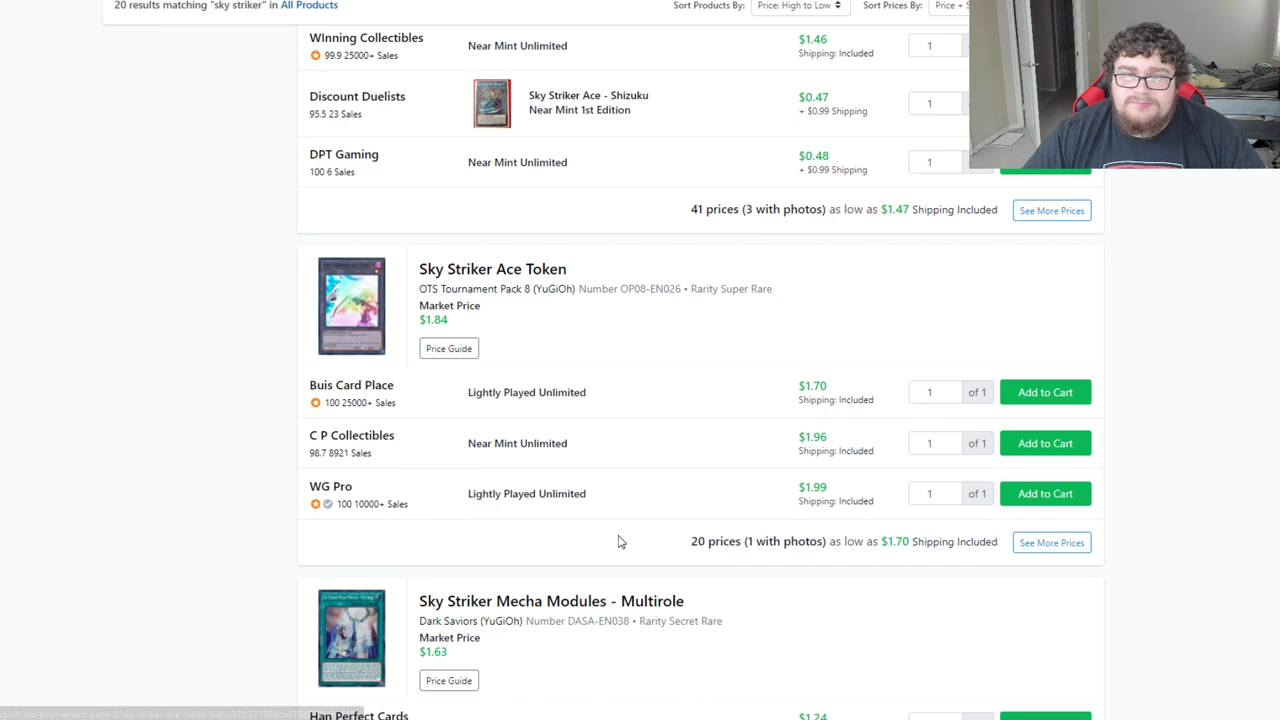 20 results matching "sky striker" in All Products
Sort Products By: Price: High to Low Sort Prices By: Price + S
WInning Collectibles
99.9 25000+ Sales
Near Mint Unlimited
$1.46
Shipping: Included
1
Discount Duelists
95.5 23 Sales
Sky Striker Ace - Shizuku
Near Mint 1st Edition
$0.47
+ $0.99 Shipping
1
DPT Gaming
100 6 Sales
Near Mint Unlimited
$0.48
+ $0.99 Shipping
1
41 prices (3 with photos) as low as $1.47 Shipping Included
See More Prices
Sky Striker Ace Token
OTS Tournament Pack 8 (YuGiOh) Number OP08-EN026 • Rarity Super Rare
Market Price
$1.84
Price Guide
Buis Card Place
100 25000+ Sales
Lightly Played Unlimited
$1.70
Shipping: Included
1 of 1
Add to Cart
C P Collectibles
98.7 8921 Sales
Near Mint Unlimited
$1.96
Shipping: Included
1 of 1
Add to Cart
WG Pro
100 10000+ Sales
Lightly Played Unlimited
$1.99
Shipping: Included
1 of 1
Add to Cart
20 prices (1 with photos) as low as $1.70 Shipping Included
See More Prices
Sky Striker Mecha Modules - Multirole
Dark Saviors (YuGiOh) Number DASA-EN038 • Rarity Secret Rare
Market Price
$1.63
Price Guide
Han Perfect Cards
$1.24